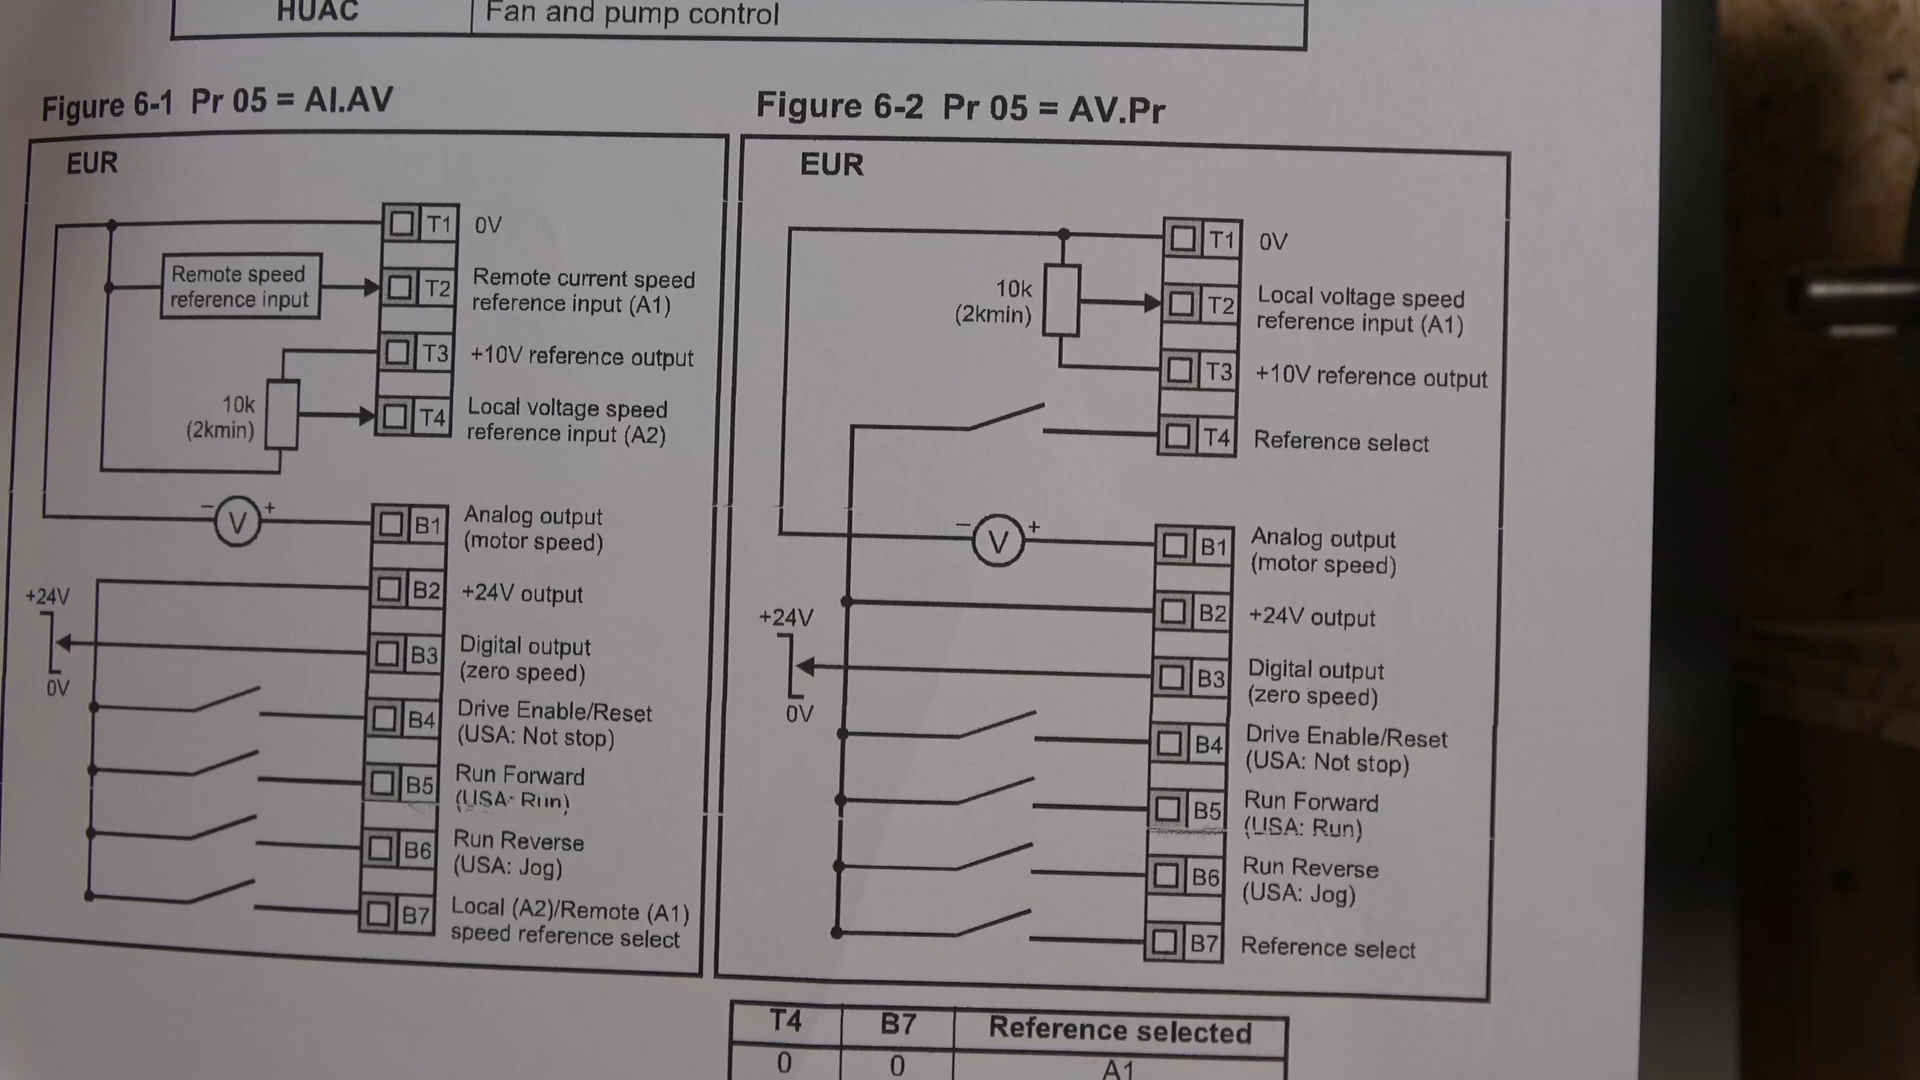 HUAC Fan and pump control
Figure 6-1 Pr 05 = AI.AV
EUR
T1 0V
Remote speed
reference input
T2 Remote current speed
reference input (A1)
T3 +10V reference output
10k
(2kmin)
T4 Local voltage speed
reference input (A2)
− V +
B1 Analog output
(motor speed)
B2 +24V output
+24V
0V
B3 Digital output
(zero speed)
B4 Drive Enable/Reset
(USA: Not stop)
B5 Run Forward
(USA: Run)
B6 Run Reverse
(USA: Jog)
B7 Local (A2)/Remote (A1)
speed reference select
Figure 6-2 Pr 05 = AV.Pr
EUR
T1 0V
10k
(2kmin)
T2 Local voltage speed
reference input (A1)
T3 +10V reference output
T4 Reference select
− V +
B1 Analog output
(motor speed)
B2 +24V output
+24V
0V
B3 Digital output
(zero speed)
B4 Drive Enable/Reset
(USA: Not stop)
B5 Run Forward
(USA: Run)
B6 Run Reverse
(USA: Jog)
B7 Reference select
T4 B7 Reference selected
0 0 A1